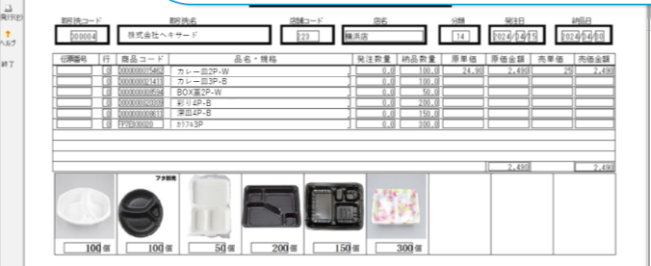 発行(E)
ヘルプ
終了
取引先コード 取引先名 店舗コード 店名 分類 発注日 納品日
300004 株式会社ヘキサード 223 横浜店 14 2024/04/15
伝票番号 行 商品コード 品名・規格 発注数量 納品数量 原単価 原価金額 売単価 売価金額
0 カレー皿2P-W 0.0 100.0 24.90 2,490 25 2,490
0 カレー皿3P-B 0.0 100.0
0 BOX蓋2P-W 0.0 50.0
0 彩り4P-B 0.0 200.0
0 深皿4P-B 0.0 150.0
0 ｶﾗﾌﾙ3P 0.0 300.0
2,490 2,490
フタ別売
100個 100個 50個 200個 150個 300個